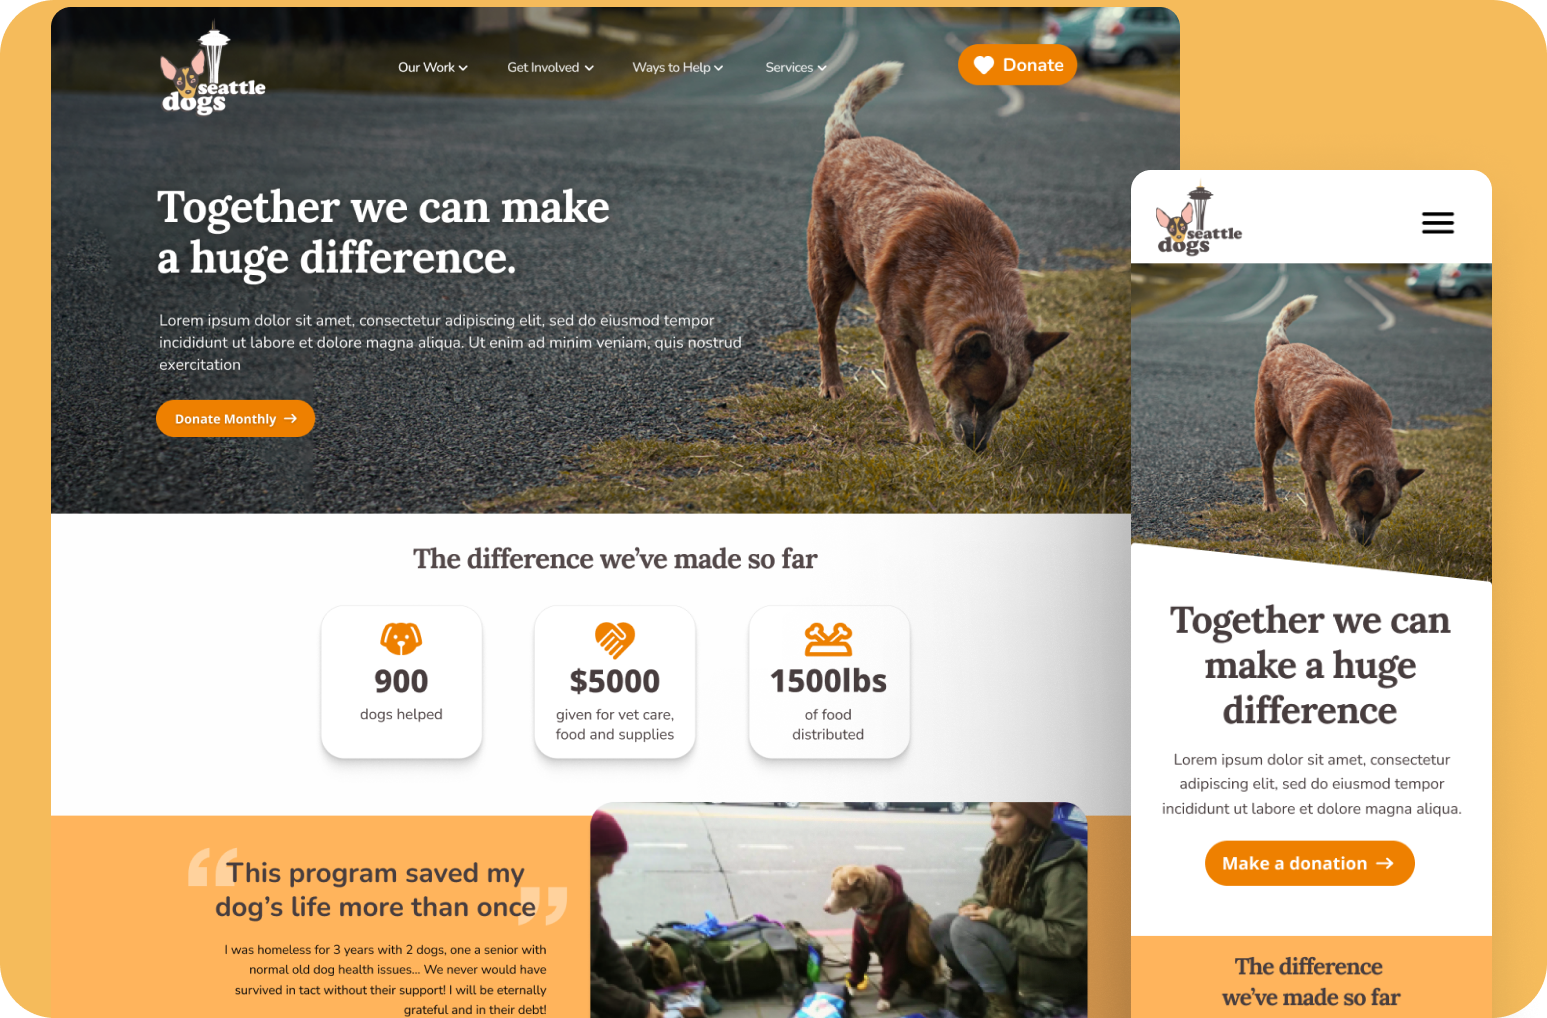 seattle
dogs
Our Work
Get Involved
Ways to Help
Services
Donate
Together we can make
a huge difference.
Lorem ipsum dolor sit amet, consectetur adipiscing elit, sed do eiusmod tempor
incididunt ut labore et dolore magna aliqua. Ut enim ad minim veniam, quis nostrud
exercitation
Donate Monthly →
The difference we’ve made so far
900
dogs helped
$5000
given for vet care,
food and supplies
1500lbs
of food
distributed
“This program saved my
dog’s life more than once”
I was homeless for 3 years with 2 dogs, one a senior with
normal old dog health issues... We never would have
survived in tact without their support! I will be eternally
grateful and in their debt!
seattle
dogs
Together we can
make a huge
difference
Lorem ipsum dolor sit amet, consectetur
adipiscing elit, sed do eiusmod tempor
incididunt ut labore et dolore magna aliqua.
Make a donation →
The difference
we’ve made so far